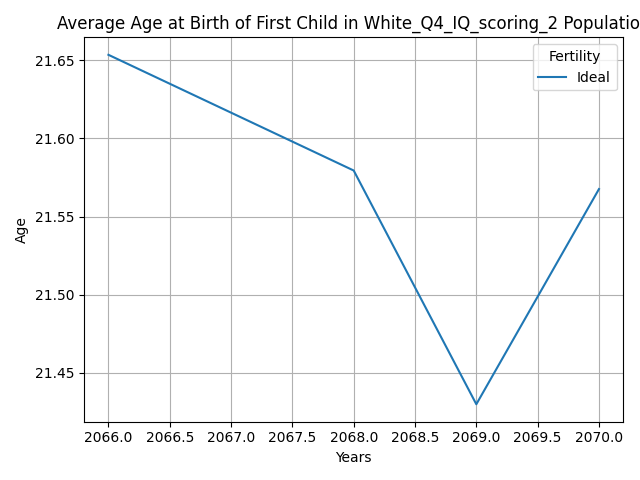 Average Age at Birth of First Child in White_Q4_IQ_scoring_2 Populatio
Fertility
Ideal
21.65
21.60
21.55
21.50
21.45
Age
2066.0 2066.5 2067.0 2067.5 2068.0 2068.5 2069.0 2069.5 2070.0
Years